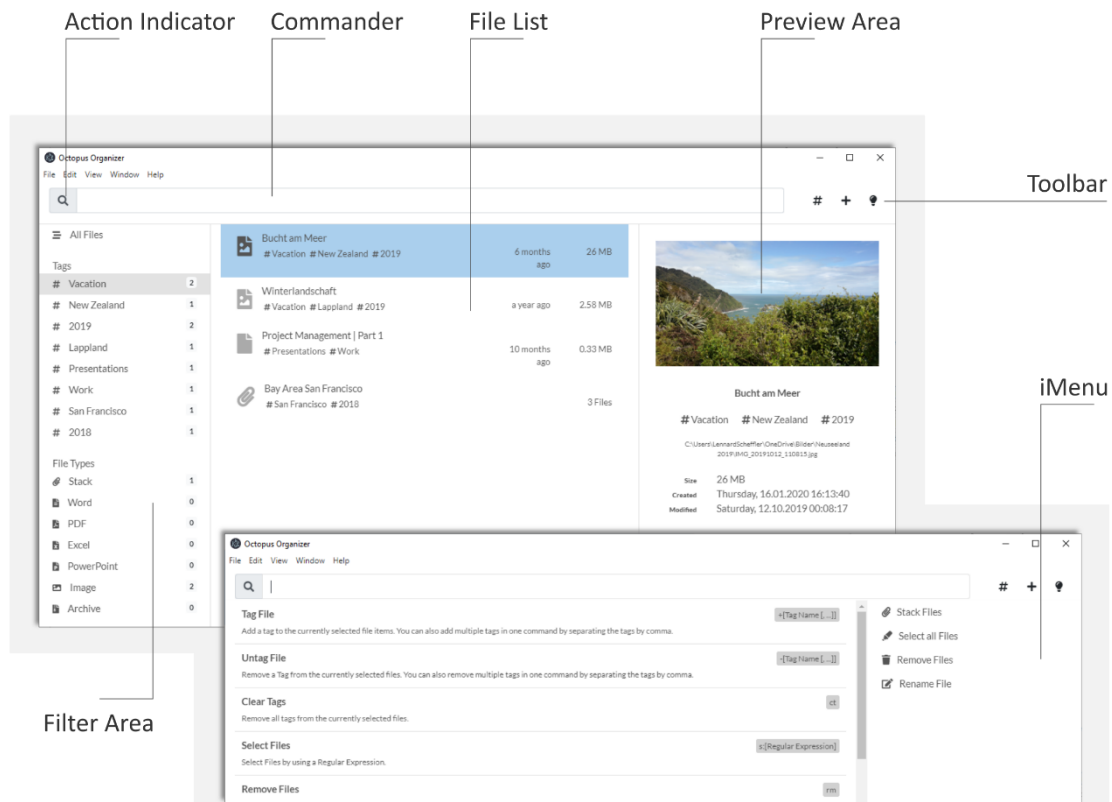 Action Indicator
Commander
File List
Preview Area
Toolbar
iMenu
Filter Area
Octopus Organizer
File Edit View Window Help
All Files
Tags
# Vacation 2
# New Zealand 1
# 2019 2
# Lappland 1
# Presentations 1
# Work 1
# San Francisco 1
# 2018 1
File Types
Stack 1
Word 0
PDF 0
Excel 0
PowerPoint 0
Image 2
Archive 0
Bucht am Meer
# Vacation # New Zealand # 2019
6 months ago
26 MB
Winterlandschaft
# Vacation # Lappland # 2019
a year ago
2.58 MB
Project Management | Part 1
# Presentations # Work
10 months ago
0.33 MB
Bay Area San Francisco
# San Francisco # 2018
3 Files
Bucht am Meer
# Vacation # New Zealand # 2019
C:\Users\LennardScheffler\OneDrive\Bilder\Neuseeland
2019\IMG_20191012_110815.jpg
Size 26 MB
Created Thursday, 16.01.2020 16:13:40
Modified Saturday, 12.10.2019 00:08:17
Octopus Organizer
File Edit View Window Help
Tag File
+[Tag Name [, ...]]
Add a tag to the currently selected file items. You can also add multiple tags in one command by separating the tags by comma.
Untag File
-[Tag Name [, ...]]
Remove a Tag from the currently selected files. You can also remove multiple tags in one command by separating the tags by comma.
Clear Tags
ct
Remove all tags from the currently selected files.
Select Files
s:[Regular Expression]
Select Files by using a Regular Expression.
Remove Files
rm
Stack Files
Select all Files
Remove Files
Rename File